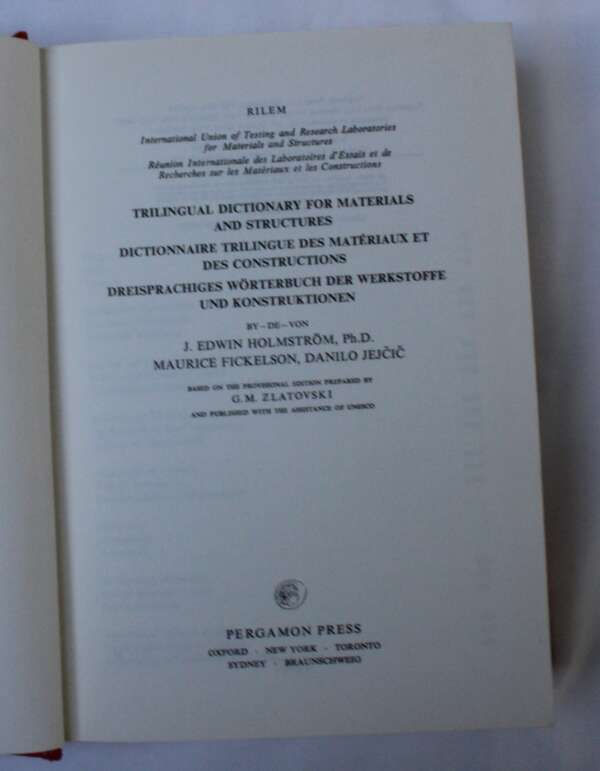 RILEM
International Union of Testing and Research Laboratories
for Materials and Structures
Réunion Internationale des Laboratoires d'Essais et de
Recherches sur les Matériaux et les Constructions
TRILINGUAL DICTIONARY FOR MATERIALS
AND STRUCTURES
DICTIONNAIRE TRILINGUE DES MATÉRIAUX ET
DES CONSTRUCTIONS
DREISPRACHIGES WÖRTERBUCH DER WERKSTOFFE
UND KONSTRUKTIONEN
BY–DE–VON
J. EDWIN HOLMSTRÖM, Ph.D.
MAURICE FICKELSON, DANILO JEJČIČ
BASED ON THE PROVISIONAL EDITION PREPARED BY
G. M. ZLATOVSKI
AND PUBLISHED WITH THE ASSISTANCE OF UNESCO
PERGAMON PRESS
OXFORD · NEW YORK · TORONTO
SYDNEY · BRAUNSCHWEIG